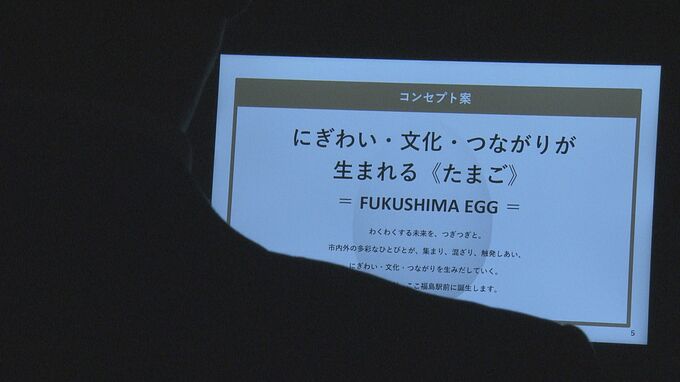 コンセプト案
にぎわい・文化・つながりが
生まれる《たまご》
＝ FUKUSHIMA EGG ＝
わくわくする未来を、つぎつぎと。
市内外の多彩なひとびとが、集まり、混ざり、触発しあい、
にぎわい・文化・つながりを生みだしていく。
ここ福島駅前に誕生します。
5